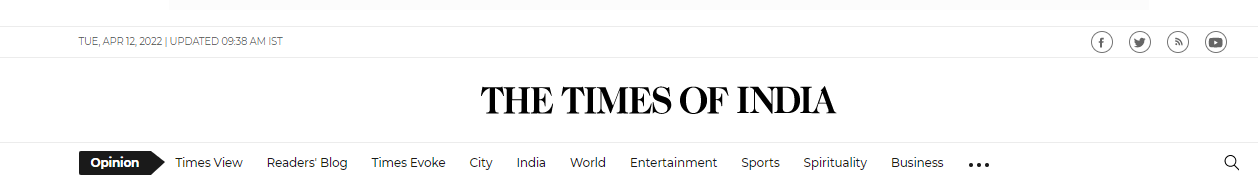 TUE, APR 12, 2022 | UPDATED 09:38 AM IST
THE TIMES OF INDIA
Opinion Times View Readers' Blog Times Evoke City India World Entertainment Sports Spirituality Business